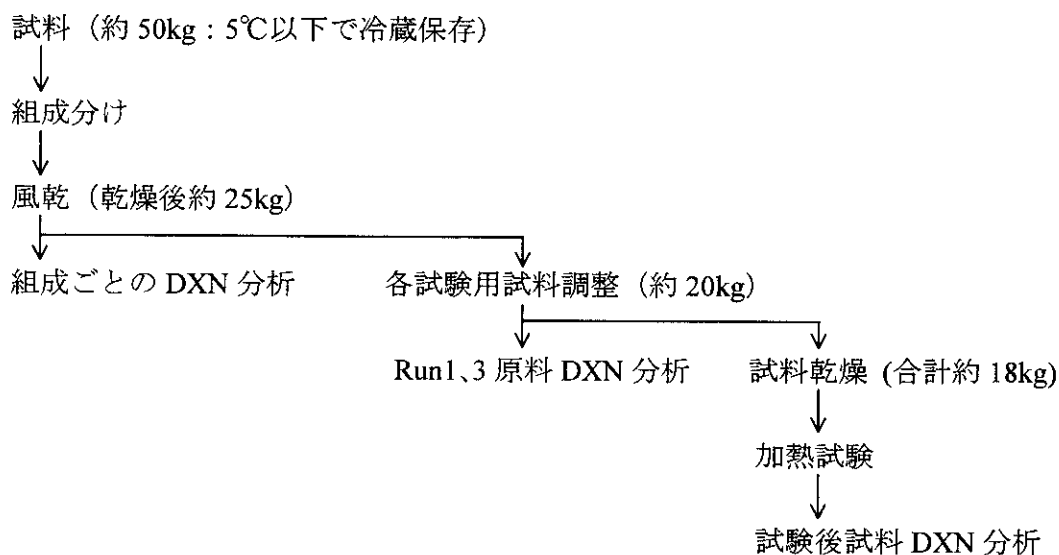 試料（約 50kg：5℃以下で冷蔵保存）
組成分け
風乾（乾燥後約 25kg）
組成ごとの DXN 分析
各試験用試料調整（約 20kg）
Run1、3 原料 DXN 分析
試料乾燥 (合計約 18kg)
加熱試験
試験後試料 DXN 分析